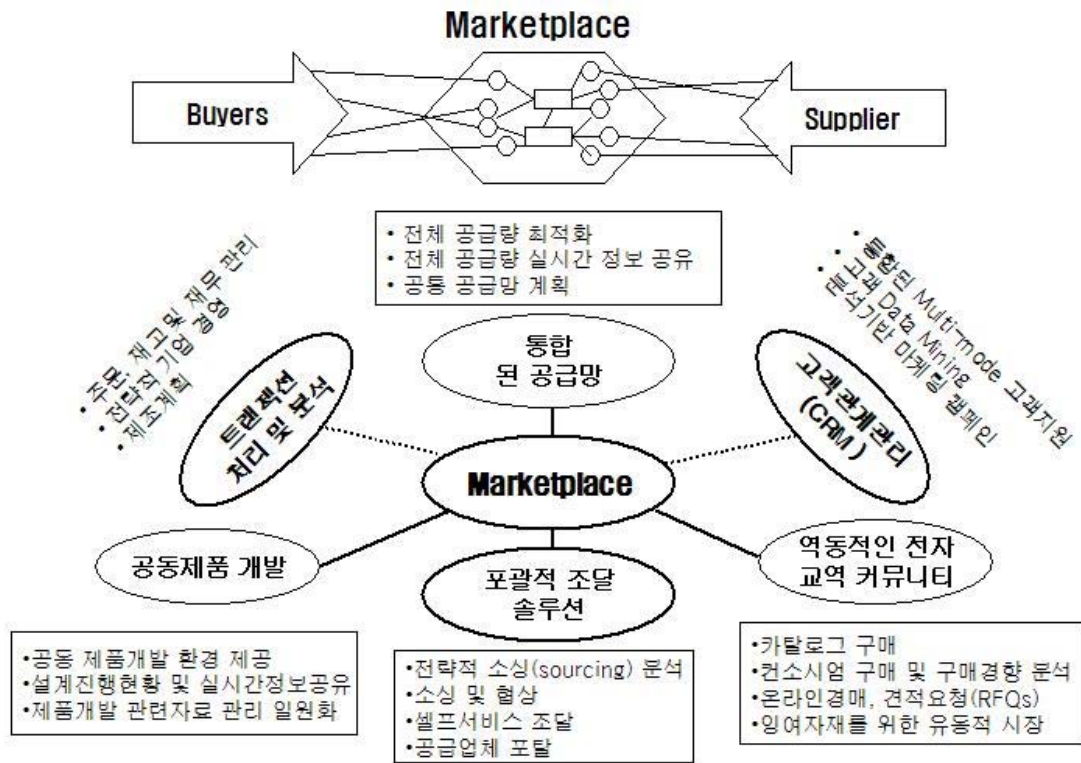 Marketplace
Buyers
Supplier
• 전체 공급량 최적화
• 전체 공급량 실시간 정보 공유
• 공통 공급망 계획
• 주문, 재고및 재무 관리
• 전략적 기업 경영
• 제조계획
• 통합된 Multi-mode 고객지원
• 고객 Data Mining
• 분석기반 마케팅 캠페인
통합
된 공급망
트랜젝션
처리 및 분석
고객관계관리
(CRM)
Marketplace
공동제품 개발
포괄적 조달
솔루션
역동적인 전자
교역 커뮤니티
•공동 제품개발 환경 제공
•설계진행현황 및 실시간정보공유
•제품개발 관련자료 관리 일원화
•전략적 소싱(sourcing) 분석
•소싱 및 협상
•셀프서비스 조달
•공급업체 포탈
•카탈로그 구매
•컨소시엄 구매 및 구매경향 분석
•온라인경매, 견적요청(RFQs)
•잉여자재를 위한 유동적 시장